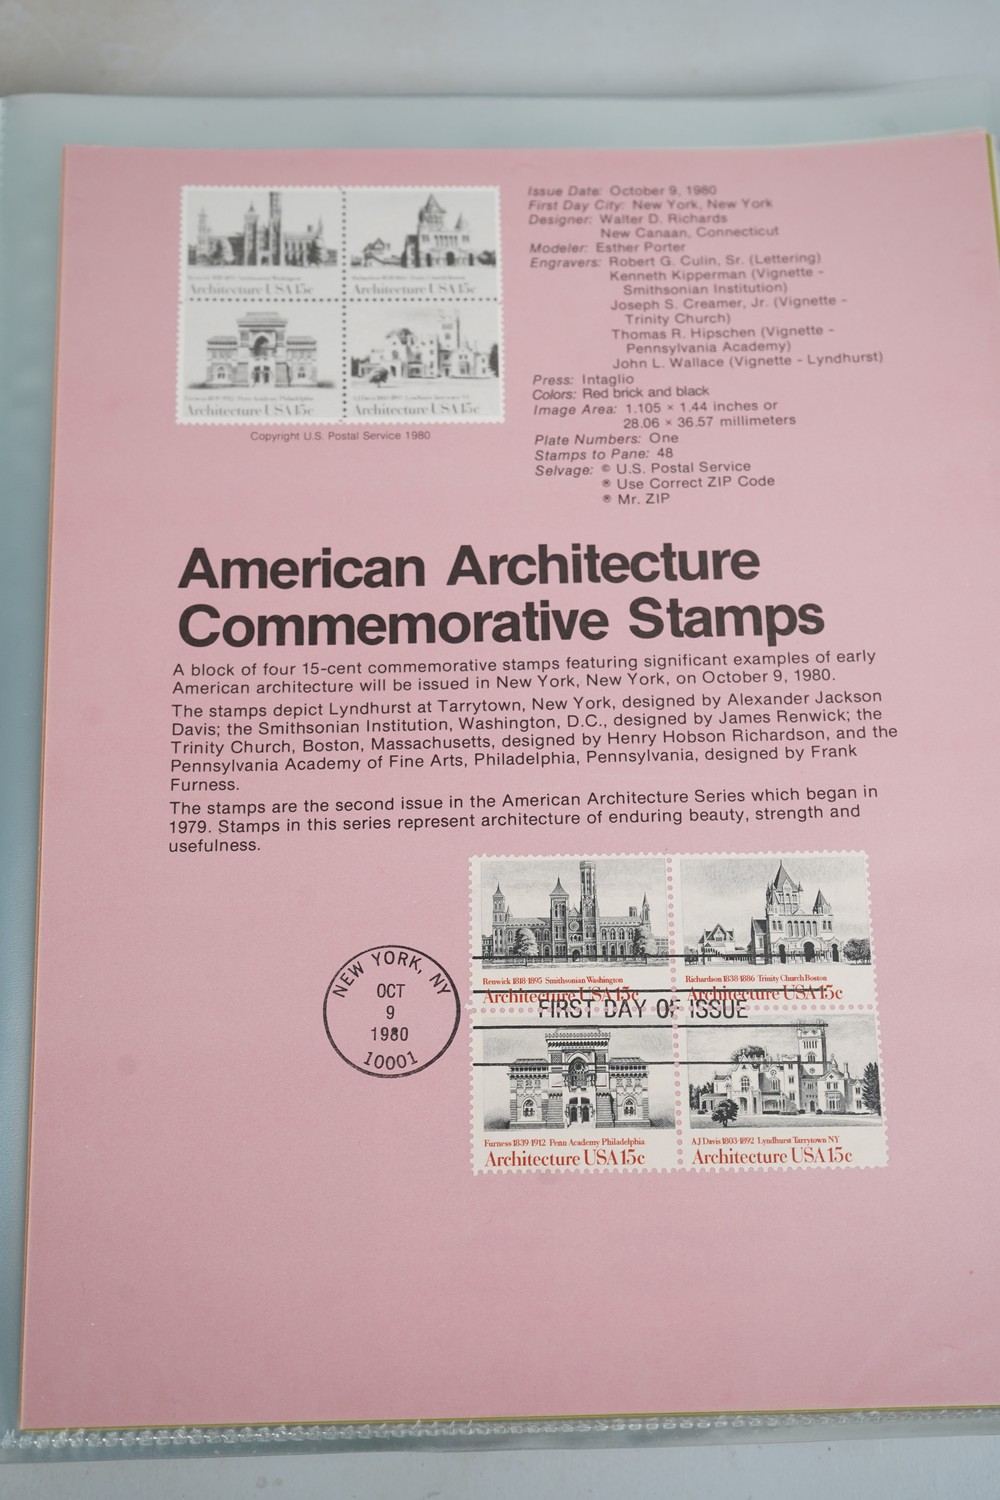 Architecture USA 15c
Architecture USA 15c
Architecture USA 15c
Architecture USA 15c
Copyright U.S. Postal Service 1980
Issue Date: October 9, 1980
First Day City: New York, New York
Designer: Walter D. Richards
New Canaan, Connecticut
Modeler: Esther Porter
Engravers: Robert G. Culin, Sr. (Lettering)
Kenneth Kipperman (Vignette -
Smithsonian Institution)
Joseph S. Creamer, Jr. (Vignette -
Trinity Church)
Thomas R. Hipschen (Vignette -
Pennsylvania Academy)
John L. Wallace (Vignette - Lyndhurst)
Press: Intaglio
Colors: Red brick and black
Image Area: 1.105 × 1.44 inches or
28.06 × 36.57 millimeters
Plate Numbers: One
Stamps to Pane: 48
Selvage: © U.S. Postal Service
® Use Correct ZIP Code
® Mr. ZIP
American Architecture
Commemorative Stamps
A block of four 15-cent commemorative stamps featuring significant examples of early
American architecture will be issued in New York, New York, on October 9, 1980.
The stamps depict Lyndhurst at Tarrytown, New York, designed by Alexander Jackson
Davis; the Smithsonian Institution, Washington, D.C., designed by James Renwick; the
Trinity Church, Boston, Massachusetts, designed by Henry Hobson Richardson, and the
Pennsylvania Academy of Fine Arts, Philadelphia, Pennsylvania, designed by Frank
Furness.
The stamps are the second issue in the American Architecture Series which began in
1979. Stamps in this series represent architecture of enduring beauty, strength and
usefulness.
NEW YORK, NY
OCT
9
1980
10001
Renwick 1818-1895 Smithsonian Washington
Architecture USA 15c
Richardson 1838-1886 Trinity Church Boston
Architecture USA 15c
FIRST DAY OF ISSUE
Furness 1839-1912 Penn Academy Philadelphia
Architecture USA 15c
AJ Davis 1803-1892 Lyndhurst Tarrytown NY
Architecture USA 15c